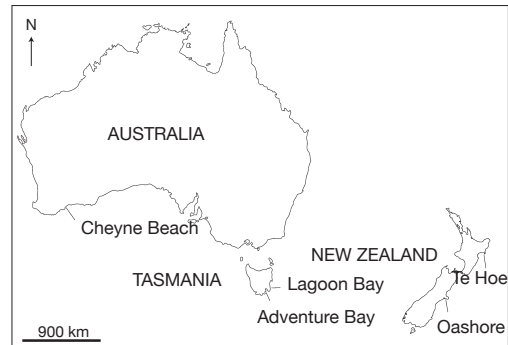 N
AUSTRALIA
Cheyne Beach
NEW ZEALAND
TASMANIA
Te Hoe
Lagoon Bay
Adventure Bay
Oashore
900 km